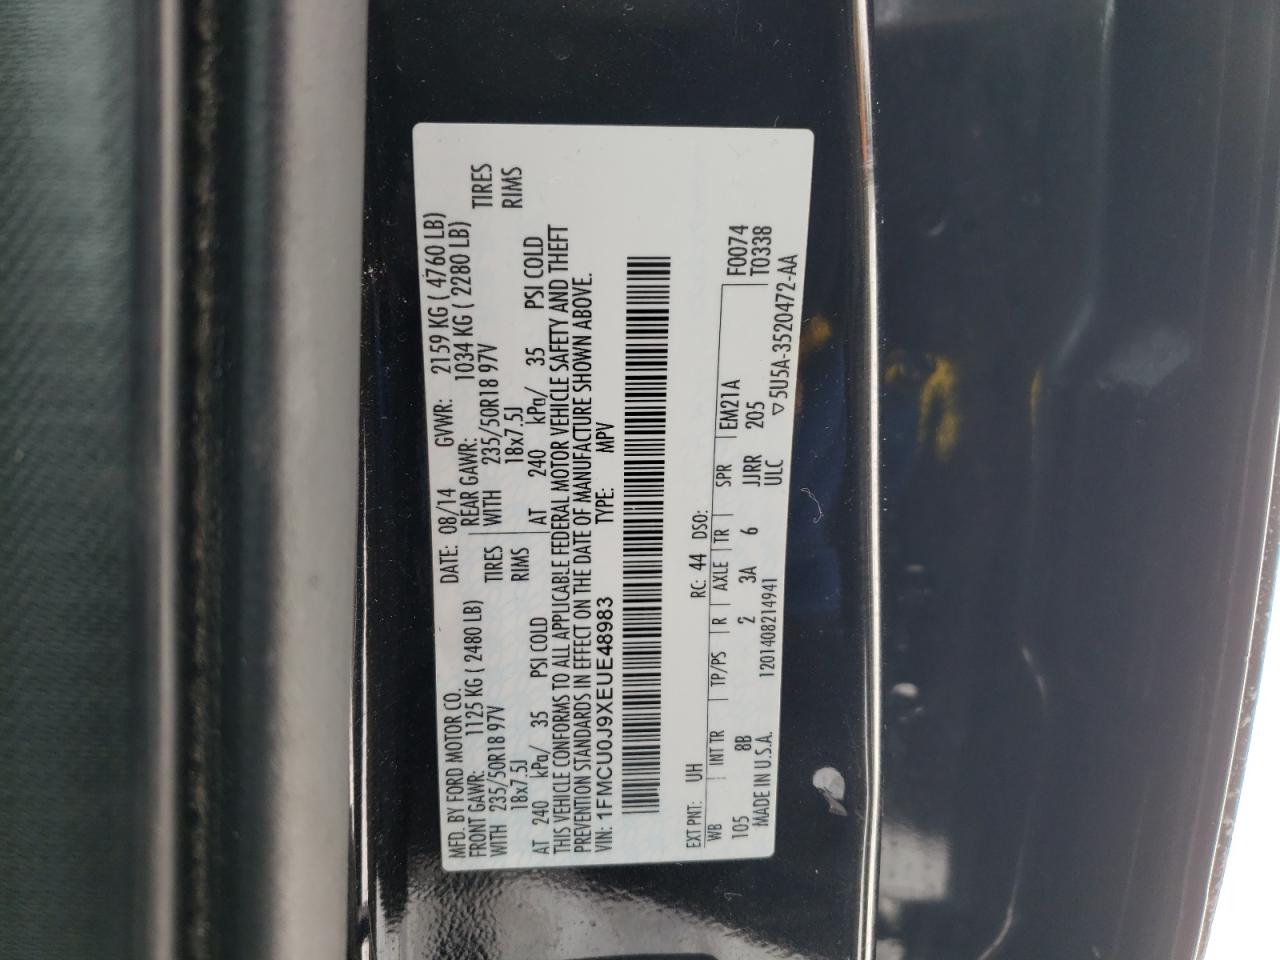 MFD. BY FORD MOTOR CO.
DATE: 08/14 GVWR: 2159 KG ( 4760 LB)
FRONT GAWR: 1125 KG ( 2480 LB) REAR GAWR: 1034 KG ( 2280 LB)
WITH 235/50R18 97V TIRES WITH 235/50R18 97V TIRES
18x7.5J RIMS 18x7.5J RIMS
AT 240 kPa/ 35 PSI COLD AT 240 kPa/ 35 PSI COLD
THIS VEHICLE CONFORMS TO ALL APPLICABLE FEDERAL MOTOR VEHICLE SAFETY AND THEFT
PREVENTION STANDARDS IN EFFECT ON THE DATE OF MANUFACTURE SHOWN ABOVE.
VIN: 1FMCU0J9XEUE48983 TYPE: MPV
EXT PNT: UH RC: 44 DSO:
WB INT TR TP/PS R AXLE TR SPR EM21A F0074
105 8B 2 3A 6 JJRR 205 T0338
MADE IN U.S.A. 1201408214941 ULC
▽5U5A-3520472-AA